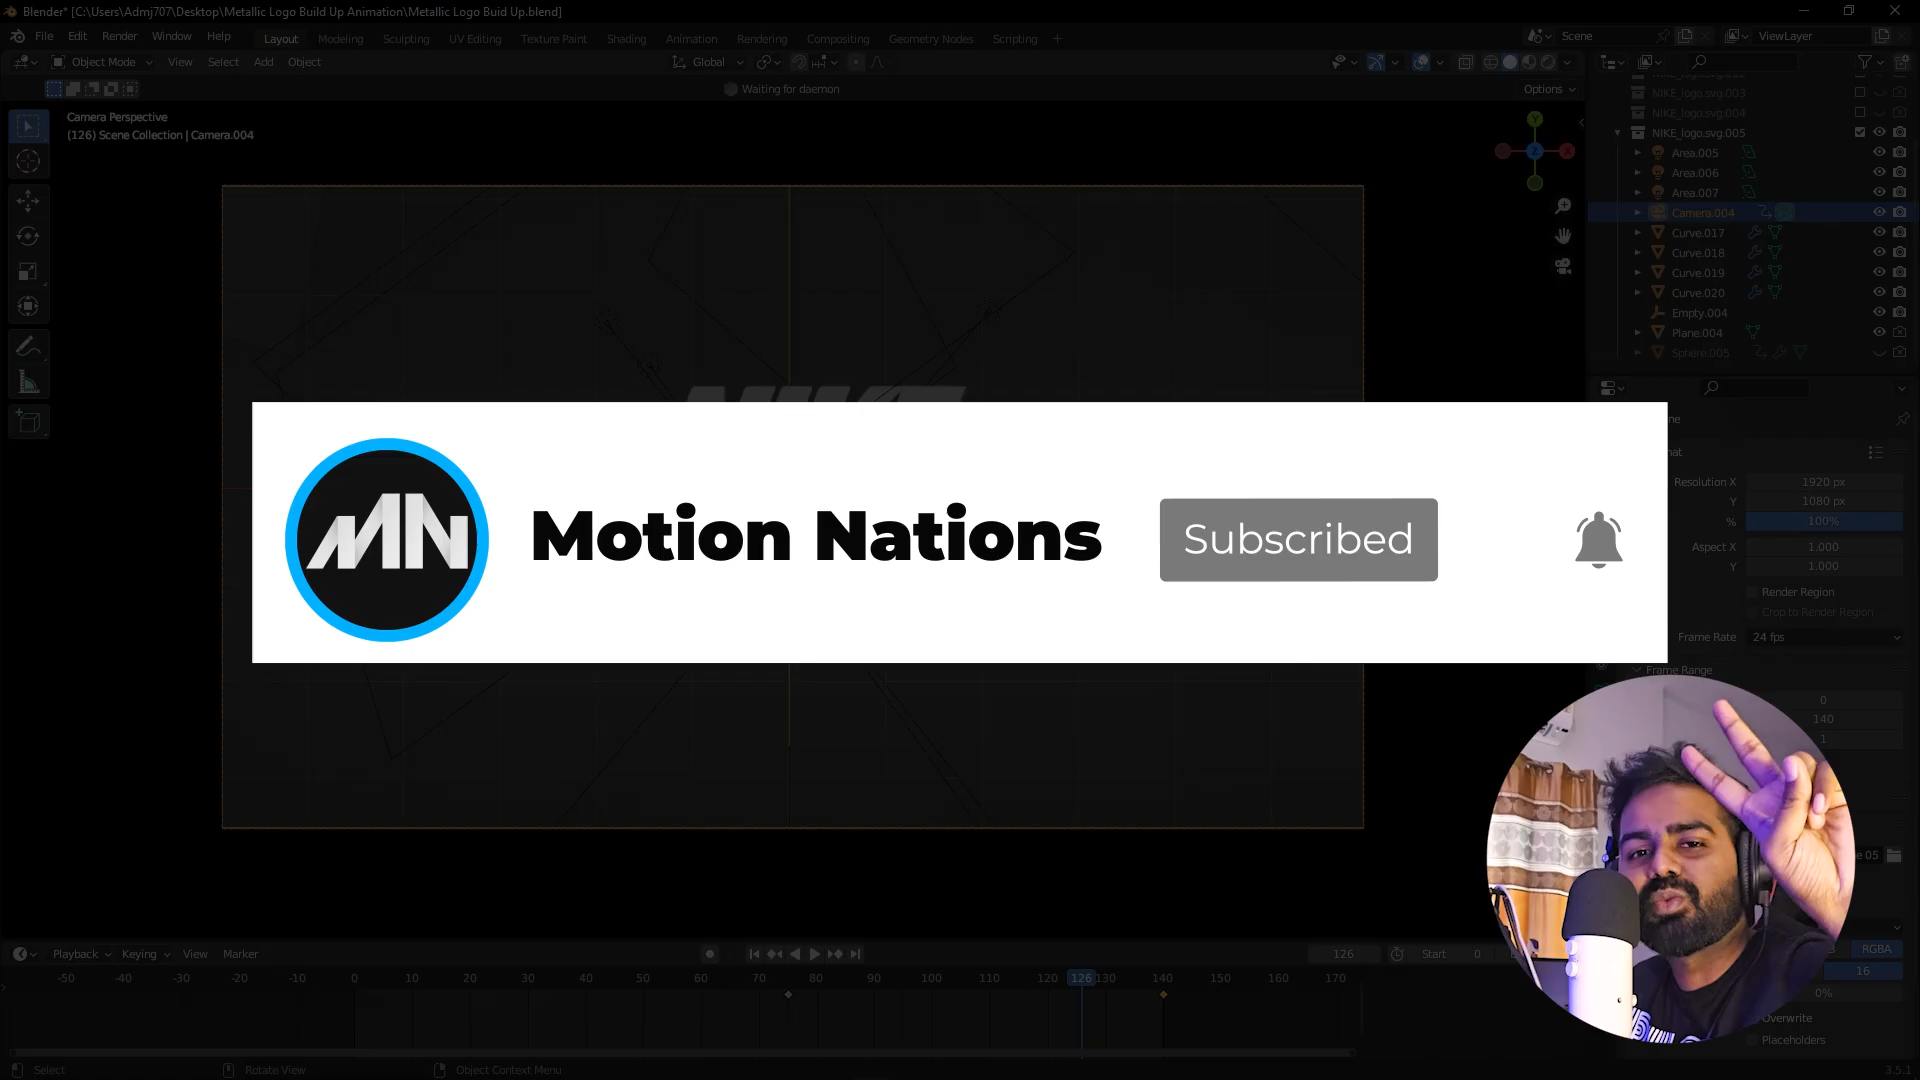 Blender* [C:\Users\Admj707\Desktop\Metallic Logo Build Up Animation\Metallic Logo Buid Up.blend]
File Edit Render Window Help Layout Modeling Sculpting UV Editing Texture Paint Shading Animation Rendering Compositing Geometry Nodes Scripting Scene ViewLayer
Object Mode View Select Add Object Global
Waiting for daemon Options
Camera Perspective
(126) Scene Collection | Camera.004
NIKE_logo.svg.003
NIKE_logo.svg.004
NIKE_logo.svg.005
Area.005
Area.006
Area.007
Camera.004
Curve.017
Curve.018
Curve.019
Curve.020
Empty.004
Plane.004
Sphere.005
Y
Z
X
MN
Motion Nations
Subscribed
Resolution X 1920 px
Y 1080 px
% 100%
Aspect X 1.000
Y 1.000
Render Region
Crop to Render Region
Frame Rate 24 fps
Frame Range
0
140
1
e 05
RGBA
16
0%
Overwrite
Placeholders
Playback Keying View Marker 126 Start 0
-50 -40 -30 -20 -10 0 10 20 30 40 50 60 70 80 90 100 110 120 126 130 140 150 160 170
Select Rotate View Object Context Menu 3.5.1